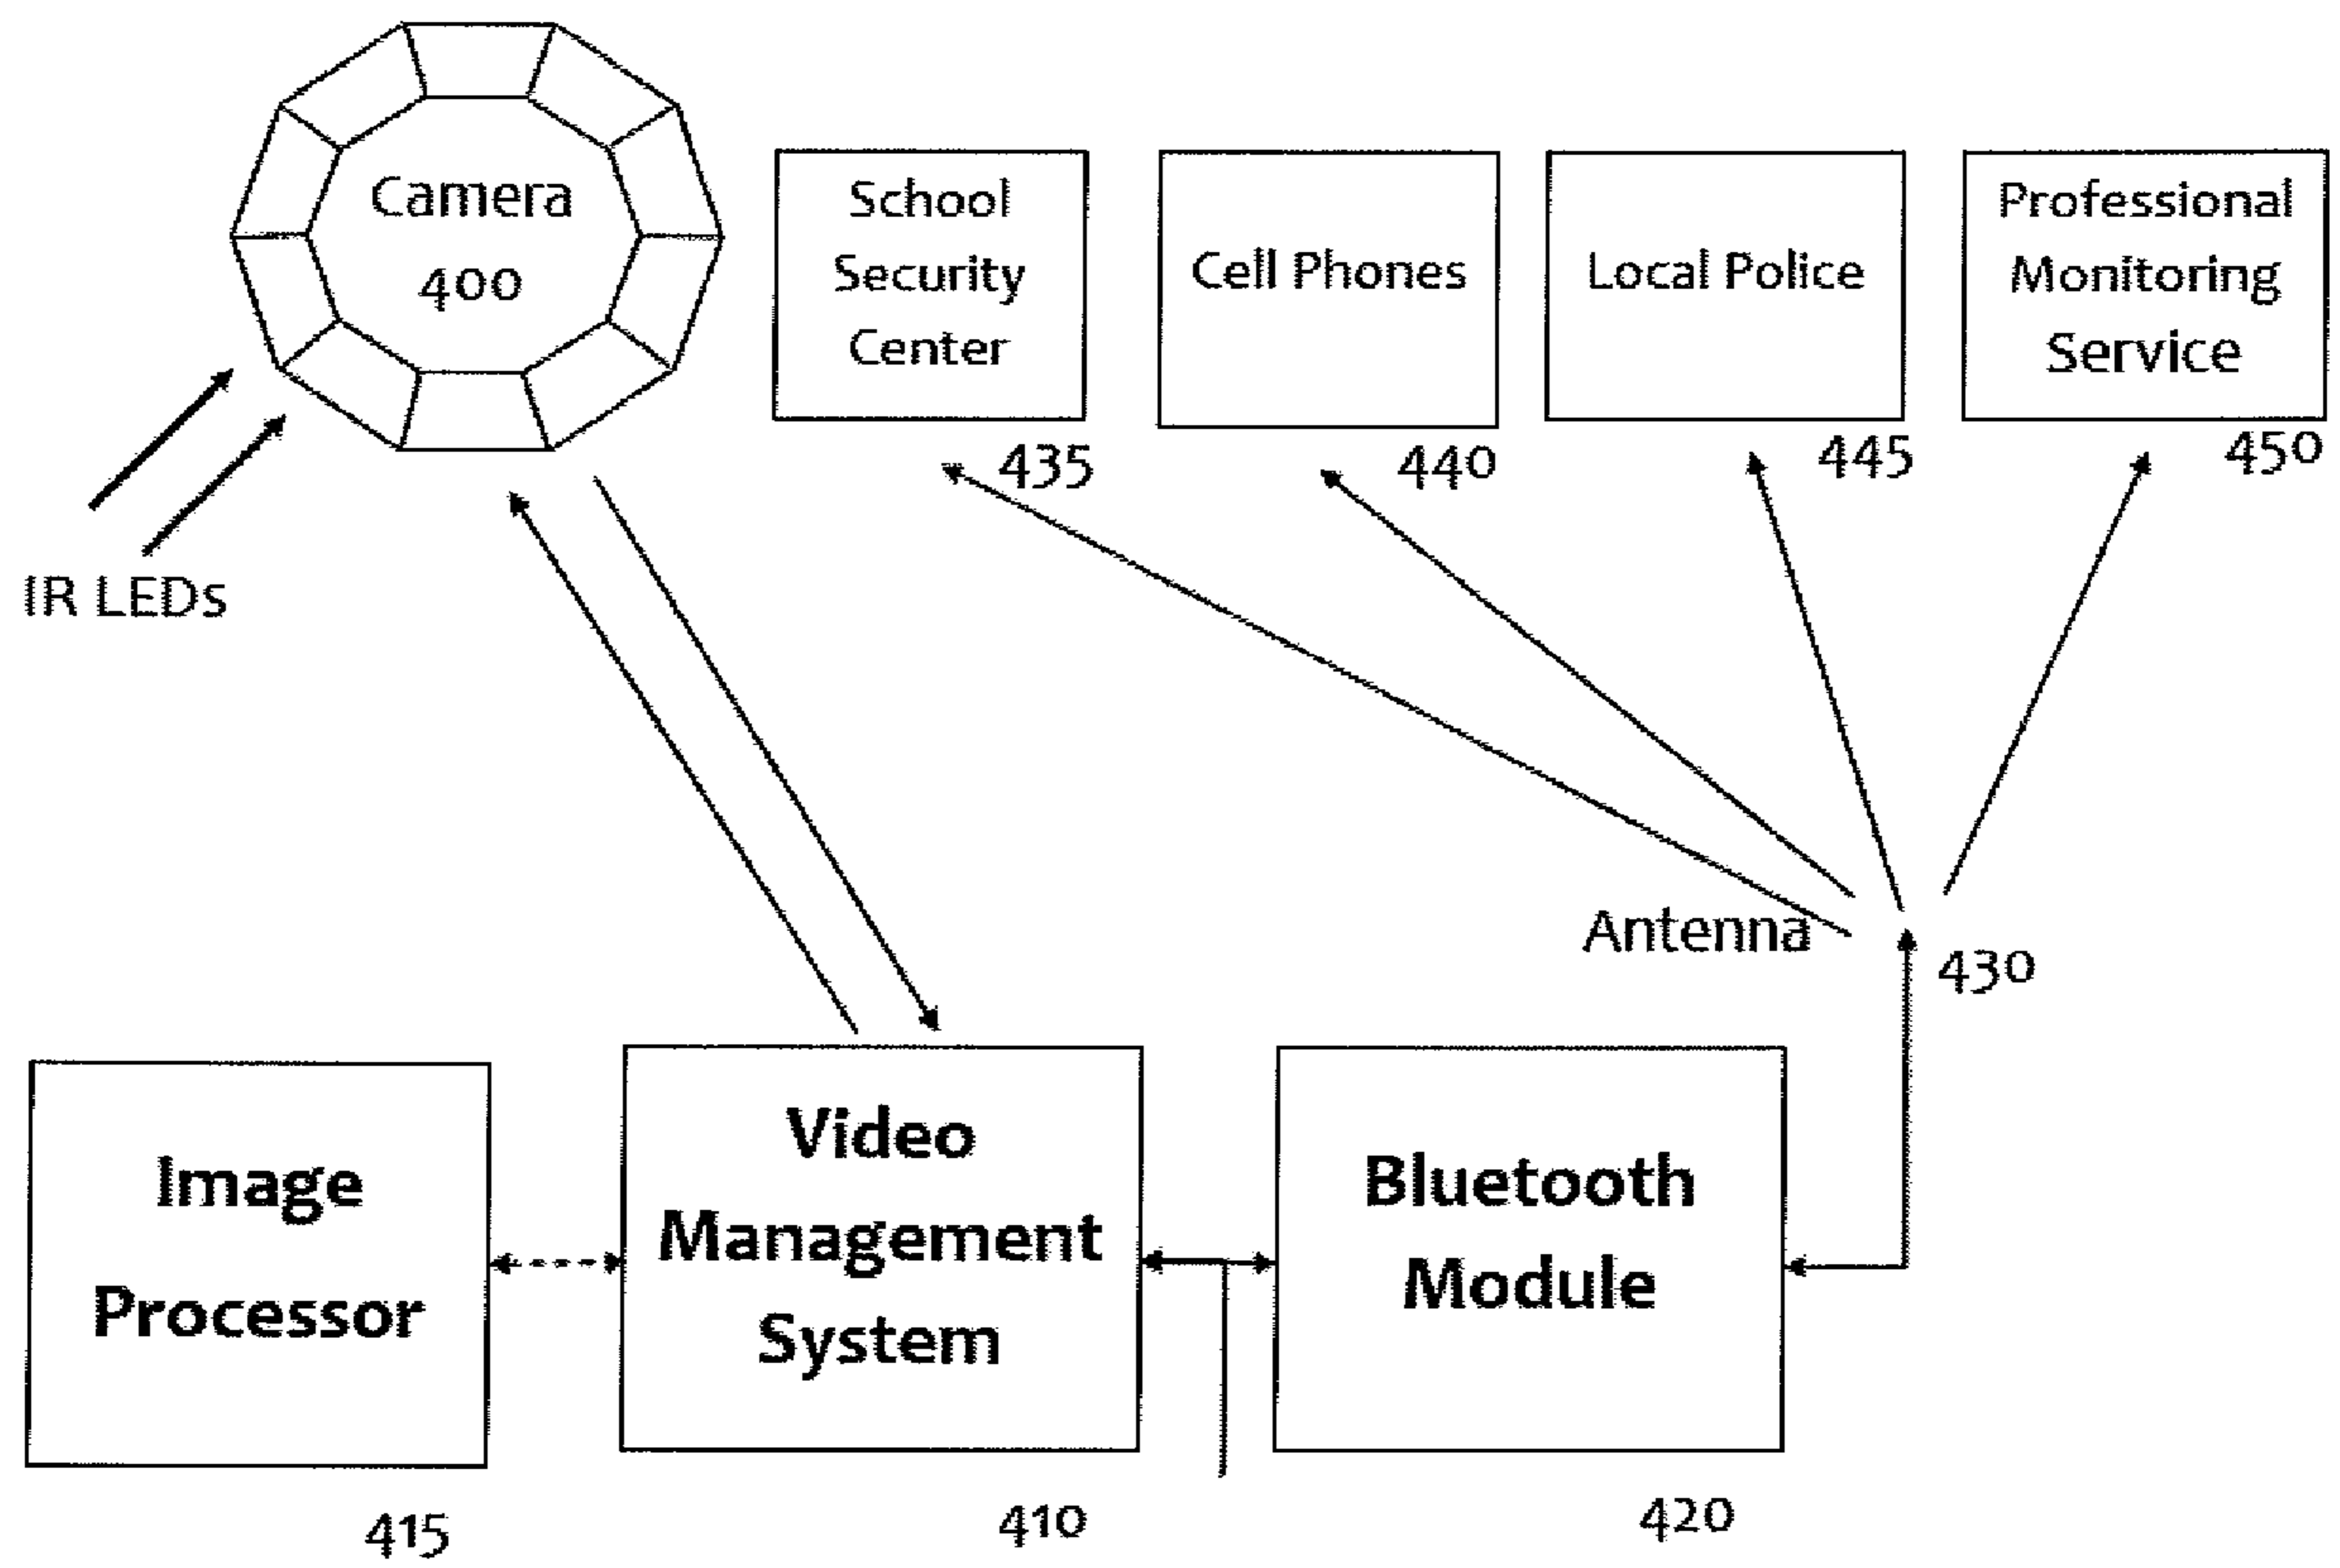 Camera
400
IR LEDs
School
Security
Center
435
Cell Phones
440
Local Police
445
Professional
Monitoring
Service
450
Antenna
430
Image
Processor
415
Video
Management
System
410
Bluetooth
Module
420